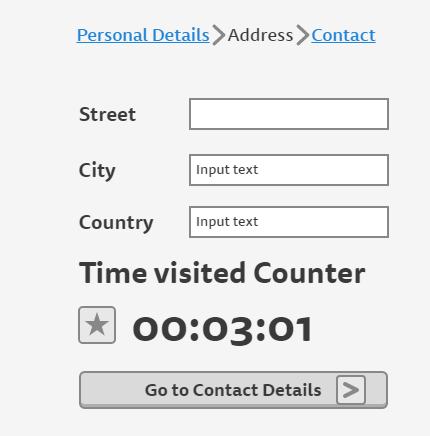 Personal Details Address Contact
Street
City Input text
Country Input text
Time visited Counter
00:03:01
Go to Contact Details